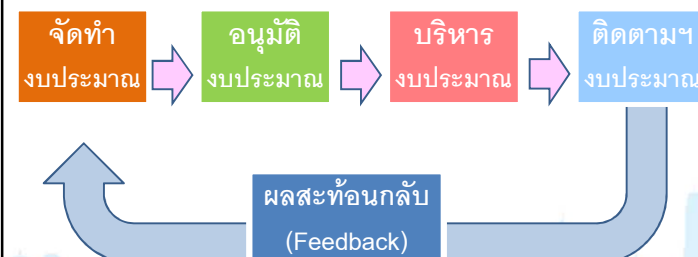 จัดทำ
งบประมาณ
อนุมัติ
งบประมาณ
บริหาร
งบประมาณ
ติดตามฯ
งบประมาณ
ผลสะท้อนกลับ
(Feedback)